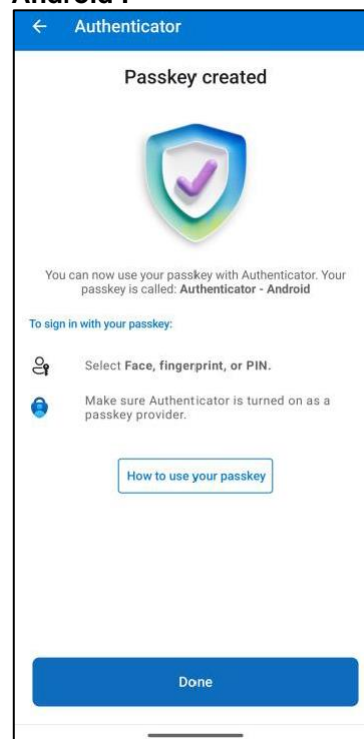 Authenticator
Passkey created
You can now use your passkey with Authenticator. Your
passkey is called: Authenticator - Android
To sign in with your passkey:
Select Face, fingerprint, or PIN.
Make sure Authenticator is turned on as a
passkey provider.
How to use your passkey
Done